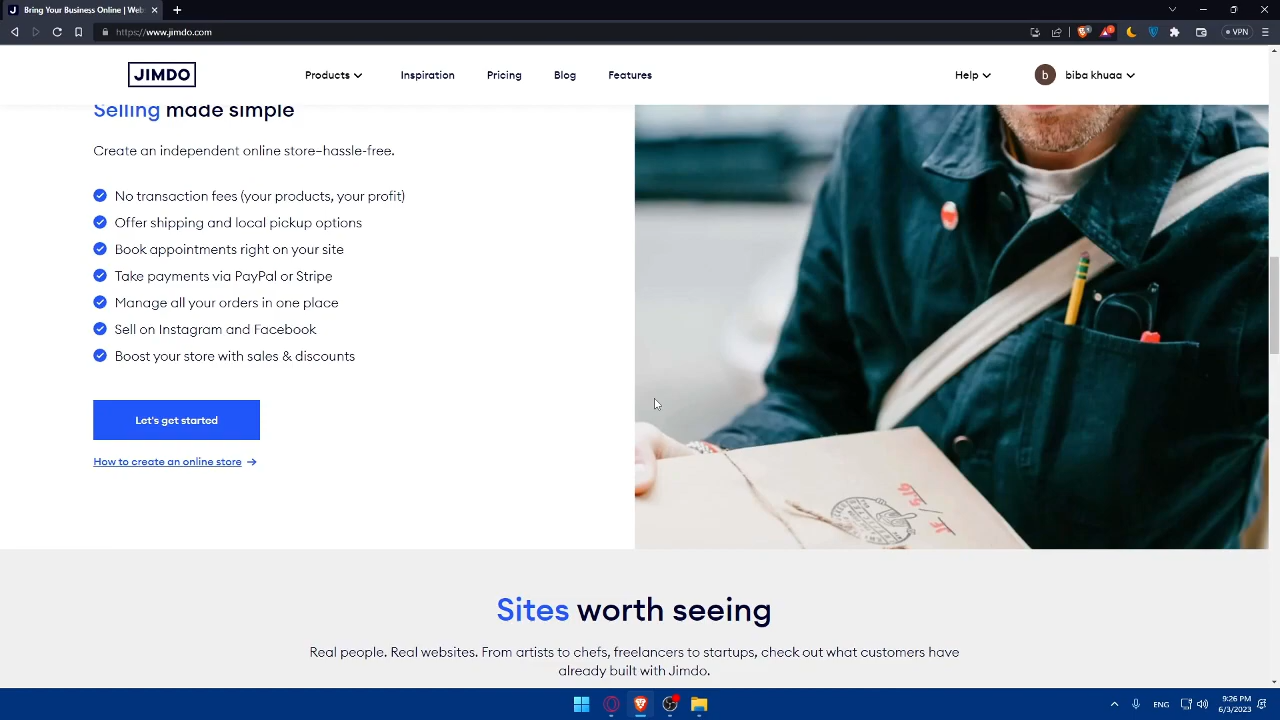 Bring Your Business Online | Web
https://www.jimdo.com
VPN
JIMDO
Products
Inspiration
Pricing
Blog
Features
Help
b
biba khuaa
Selling made simple
Create an independent online store–hassle-free.
No transaction fees (your products, your profit)
Offer shipping and local pickup options
Book appointments right on your site
Take payments via PayPal or Stripe
Manage all your orders in one place
Sell on Instagram and Facebook
Boost your store with sales & discounts
Let's get started
How to create an online store
Sites worth seeing
Real people. Real websites. From artists to chefs, freelancers to startups, check out what customers have
already built with Jimdo.
ENG
9:26 PM
6/3/2023